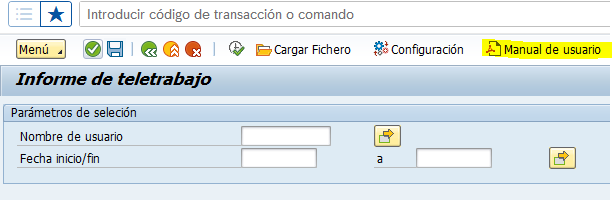 Introducir código de transacción o comando
Menú Cargar Fichero Configuración Manual de usuario
Informe de teletrabajo
Parámetros de seleción
Nombre de usuario
Fecha inicio/fin a